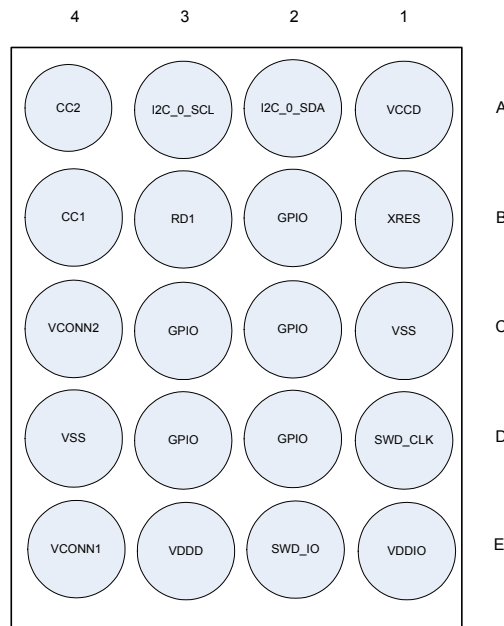 4 3 2 1
CC2 I2C_0_SCL I2C_0_SDA VCCD A
CC1 RD1 GPIO XRES B
VCONN2 GPIO GPIO VSS C
VSS GPIO GPIO SWD_CLK D
VCONN1 VDDD SWD_IO VDDIO E